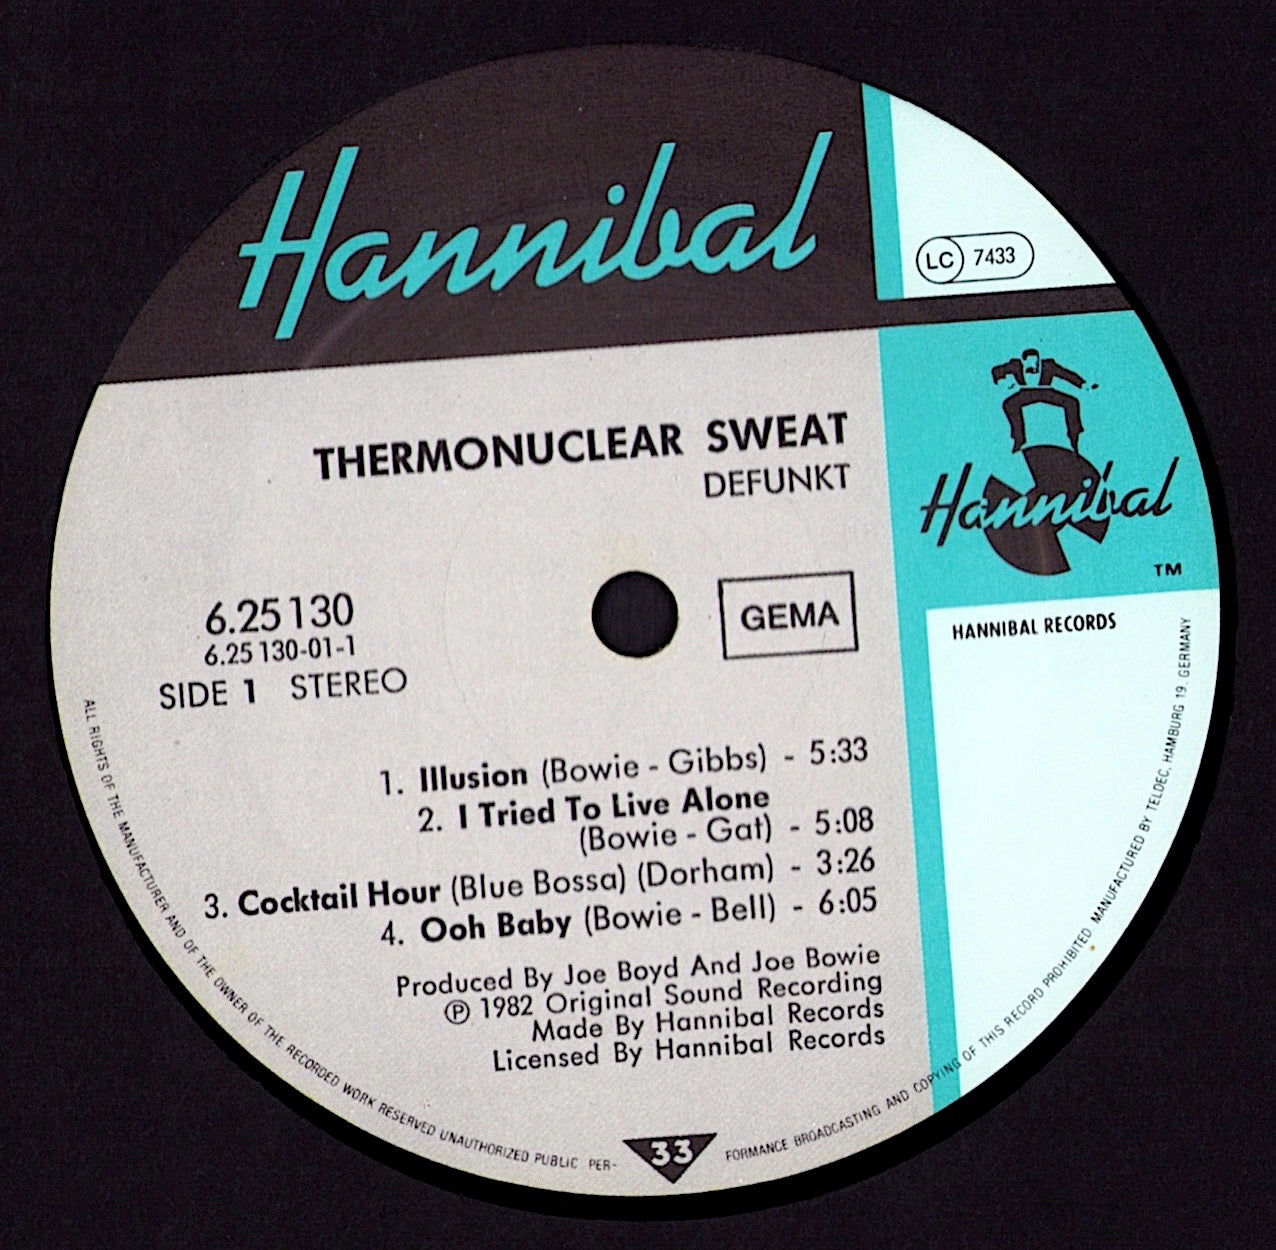 Hannibal
LC 7433
THERMONUCLEAR SWEAT
DEFUNKT
Hannibal
TM
6.25 130
6.25 130-01-1
SIDE 1 STEREO
GEMA
HANNIBAL RECORDS
1. Illusion (Bowie - Gibbs) - 5:33
2. I Tried To Live Alone
(Bowie - Gat) - 5:08
3. Cocktail Hour (Blue Bossa) (Dorham) - 3:26
4. Ooh Baby (Bowie - Bell) - 6:05
Produced By Joe Boyd And Joe Bowie
℗ 1982 Original Sound Recording
Made By Hannibal Records
Licensed By Hannibal Records
33
ALL RIGHTS OF THE MANUFACTURER AND OF THE OWNER OF THE RECORDED WORK RESERVED UNAUTHORIZED PUBLIC PER-FORMANCE BROADCASTING AND COPYING OF THIS RECORD PROHIBITED. MANUFACTURED BY TELDEC, HAMBURG 19. GERMANY